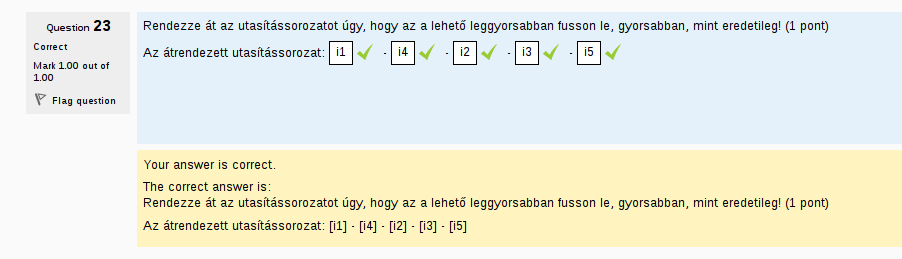 Question 23
Correct
Mark 1.00 out of
1.00
Flag question
Rendezze át az utasítássorozatot úgy, hogy az a lehető leggyorsabban fusson le, gyorsabban, mint eredetileg! (1 pont)
Az átrendezett utasítássorozat: i1 - i4 - i2 - i3 - i5
Your answer is correct.
The correct answer is:
Rendezze át az utasítássorozatot úgy, hogy az a lehető leggyorsabban fusson le, gyorsabban, mint eredetileg! (1 pont)
Az átrendezett utasítássorozat: [i1] - [i4] - [i2] - [i3] - [i5]